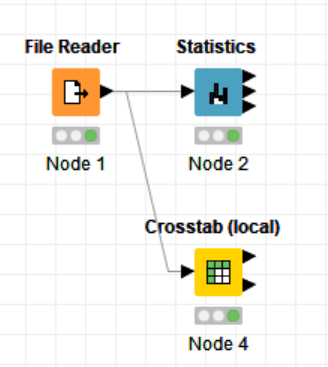 File Reader
Statistics
Node 1
Node 2
Crosstab (local)
Node 4